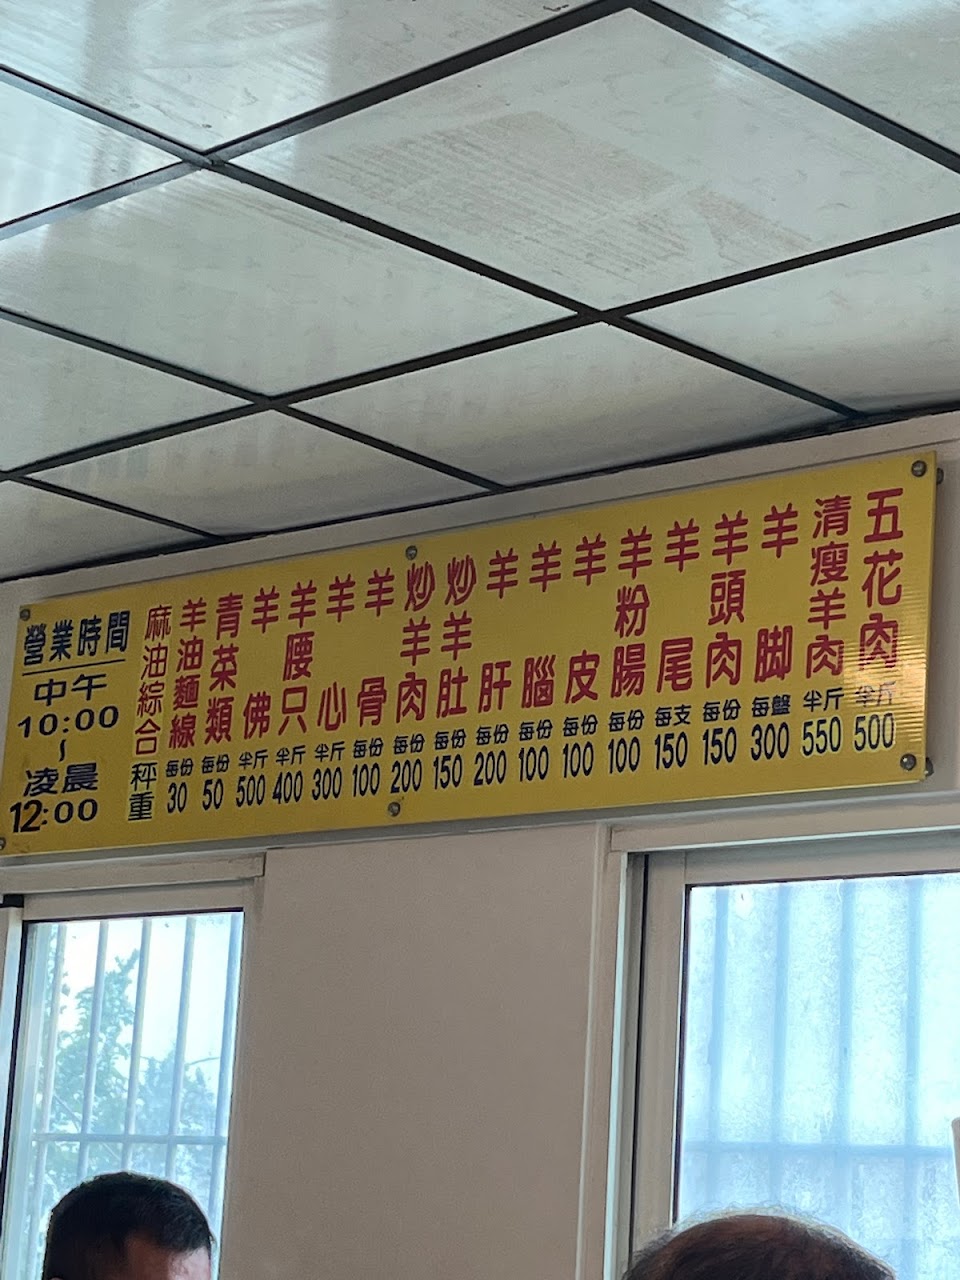 五花肉 半斤 500
清瘦羊肉 半斤 550
羊脚 每盤 300
羊頭肉 每份 150
羊尾 每支 150
羊粉腸 每份 100
羊皮 每份 100
羊腦 每份 100
羊肝 每份 200
炒羊肚 每份 150
炒羊肉 每份 200
羊骨 每份 100
羊心 半斤 300
羊腰只 半斤 400
羊佛 半斤 500
青菜類 每份 50
羊油麵線 每份 30
麻油綜合 秤重
營業時間
中午
10:00
~
凌晨
12:00